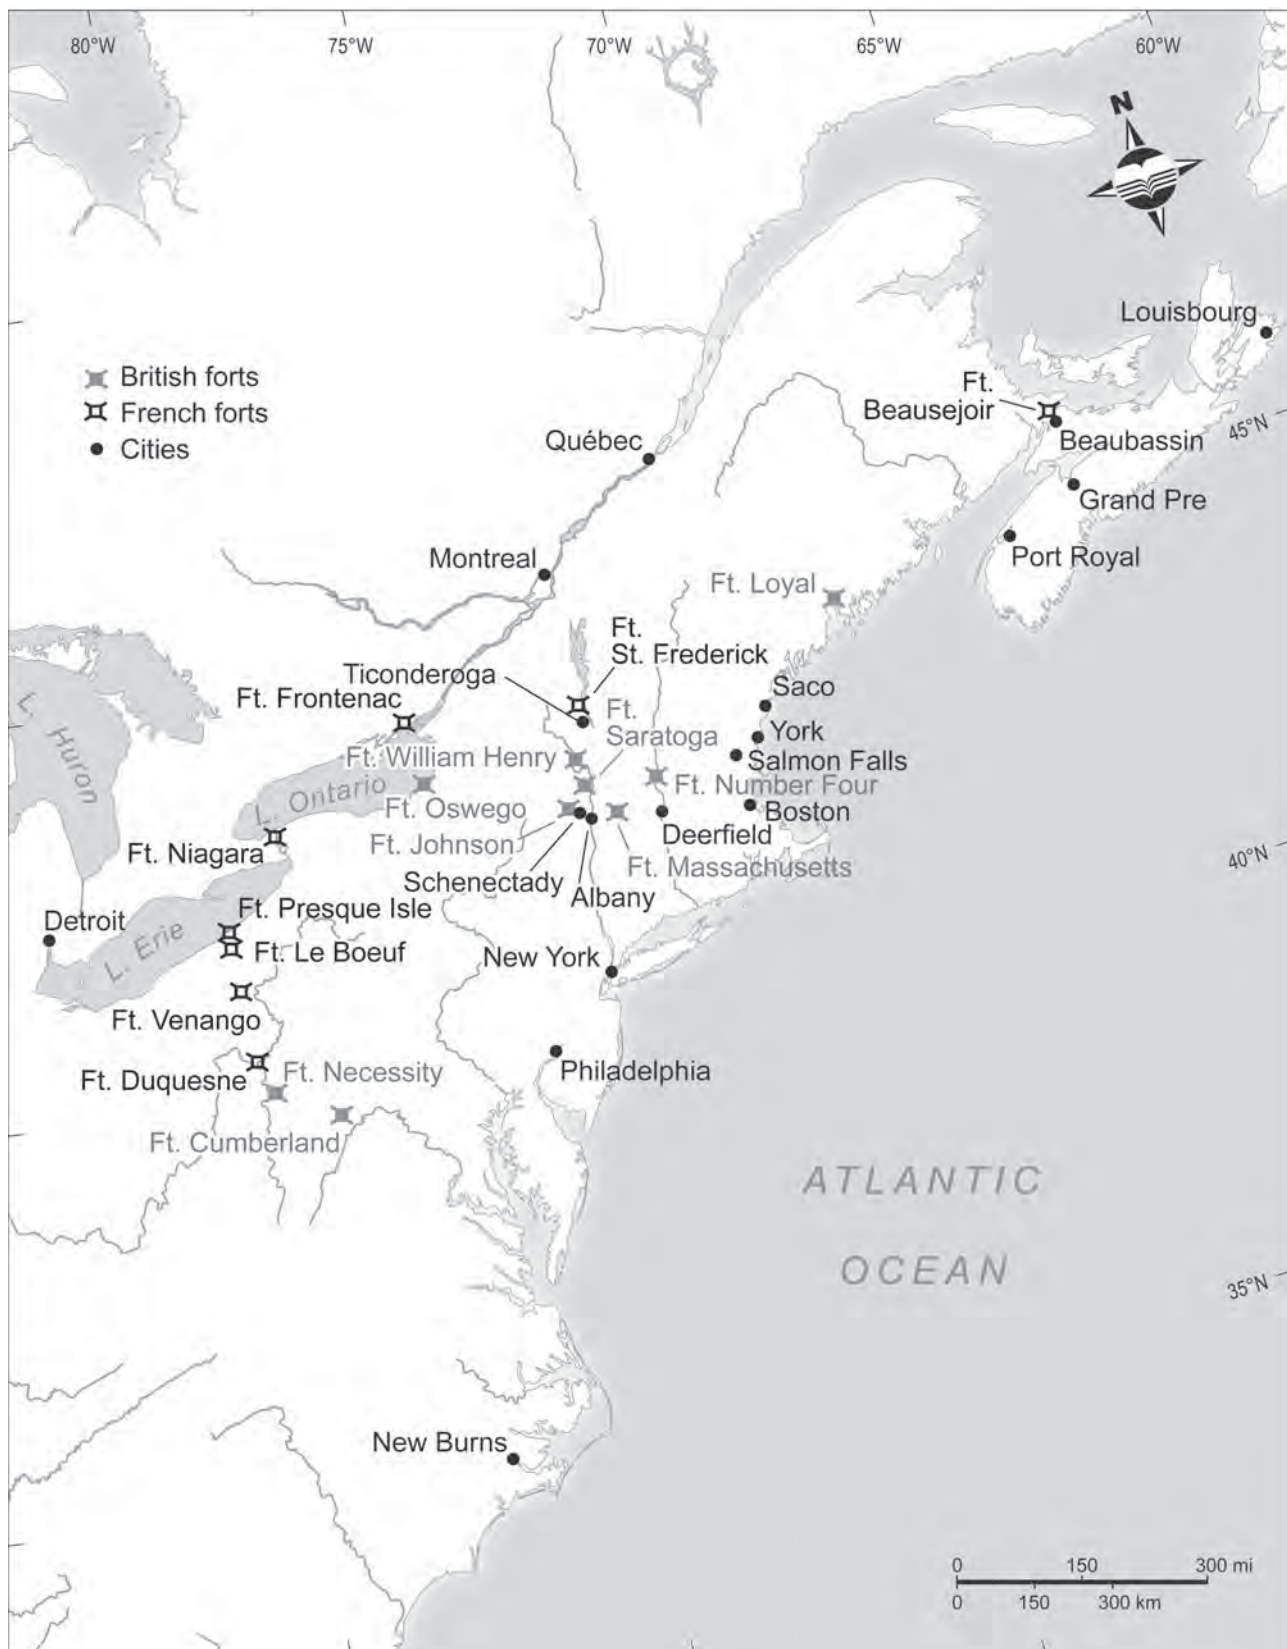 80°W
75°W
70°W
65°W
60°W
N
Louisbourg
British forts
French forts
Cities
Ft.
Beausejoir
45°N
Québec
Beaubassin
Grand Pre
Montreal
Port Royal
Ft. Loyal
Ft.
St. Frederick
Ticonderoga
Saco
Ft. Frontenac
L. Huron
Ft.
Saratoga
York
Ft. William Henry
Salmon Falls
L. Ontario
Ft. Number Four
Ft. Oswego
Boston
Ft. Johnson
Deerfield
Ft. Niagara
40°N
Ft. Massachusetts
Schenectady
Albany
Detroit
Ft. Presque Isle
L. Erie
Ft. Le Boeuf
New York
Ft. Venango
Ft. Necessity
Ft. Duquesne
Philadelphia
Ft. Cumberland
ATLANTIC
OCEAN
35°N
New Burns
0 150 300 mi
0 150 300 km